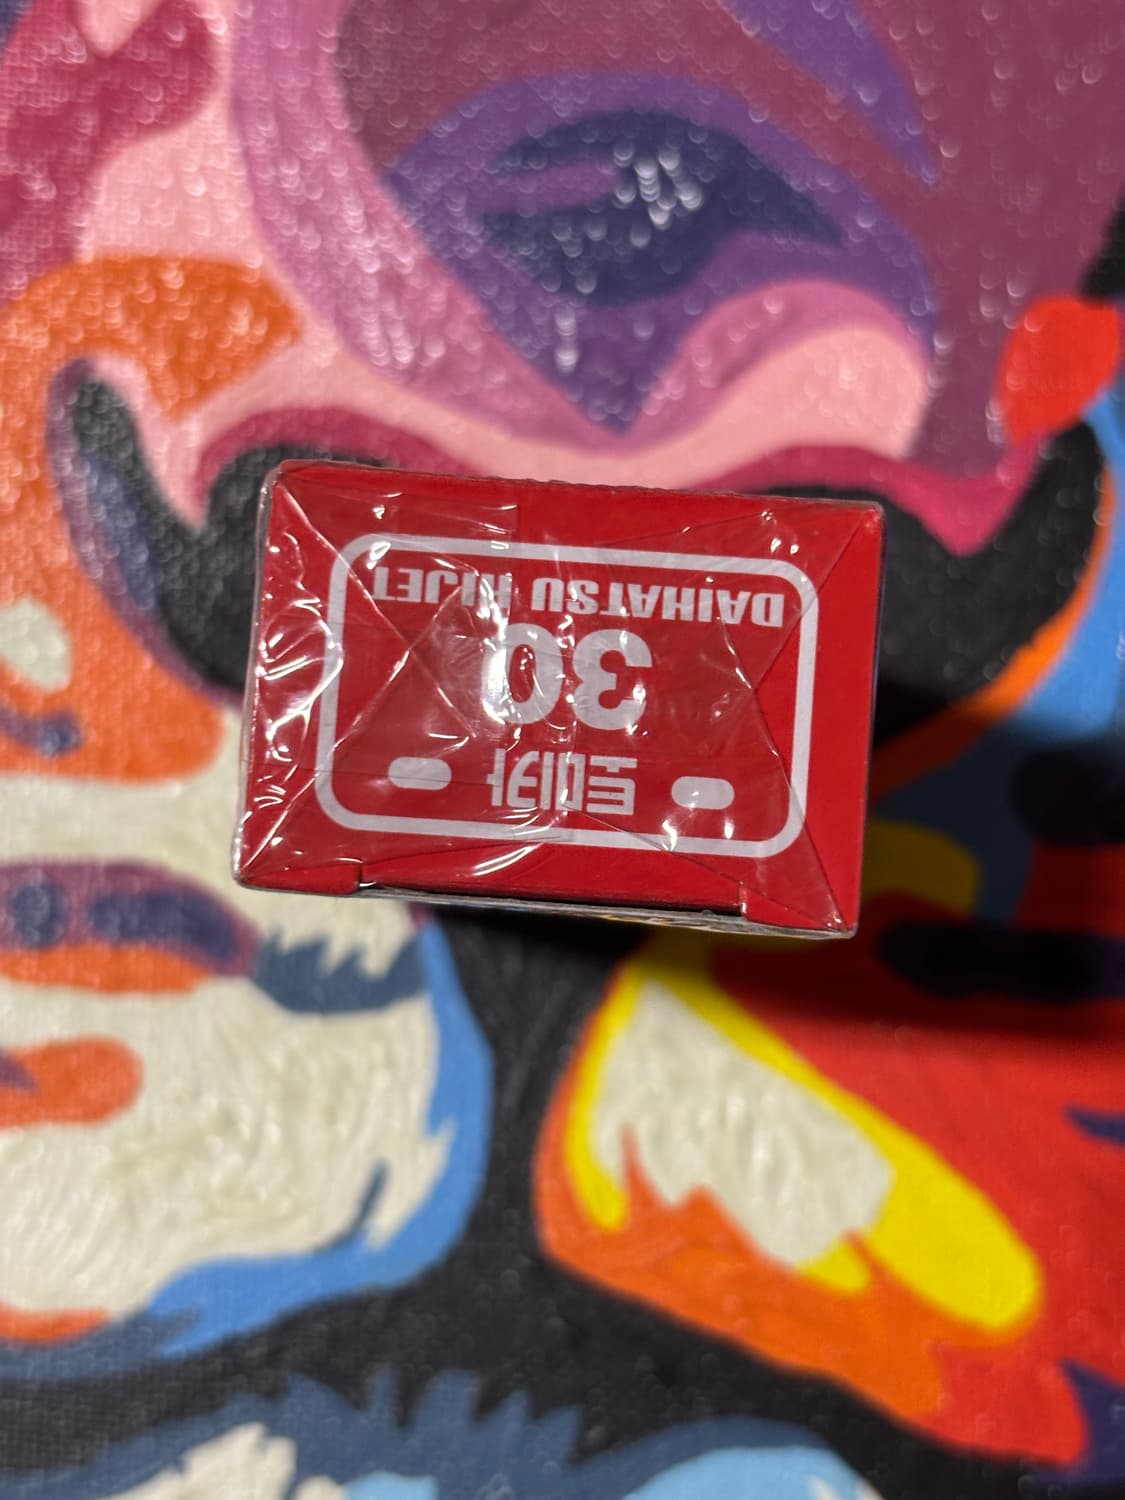 토미카
30
DAIHATSU HIJET